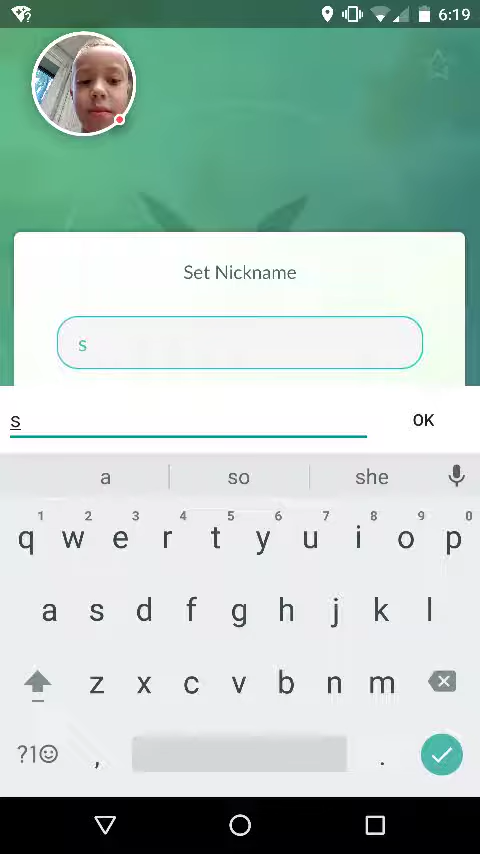 6:19
Set Nickname
s
s
OK
a so she
1 2 3 4 5 6 7 8 9 0
q w e r t y u i o p
a s d f g h j k l
z x c v b n m
?1☺ , .